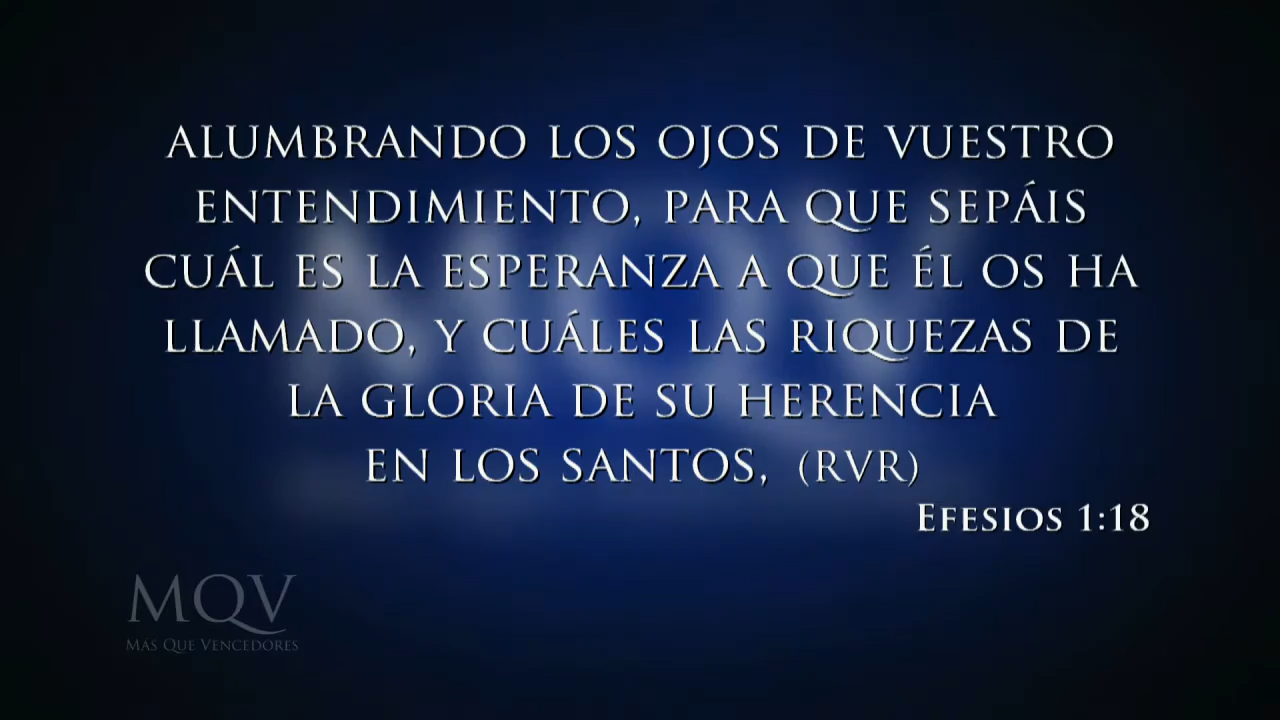 ALUMBRANDO LOS OJOS DE VUESTRO
ENTENDIMIENTO, PARA QUE SEPÁIS
CUÁL ES LA ESPERANZA A QUE ÉL OS HA
LLAMADO, Y CUÁLES LAS RIQUEZAS DE
LA GLORIA DE SU HERENCIA
EN LOS SANTOS, (RVR)
EFESIOS 1:18
MQV
MÁS QUE VENCEDORES